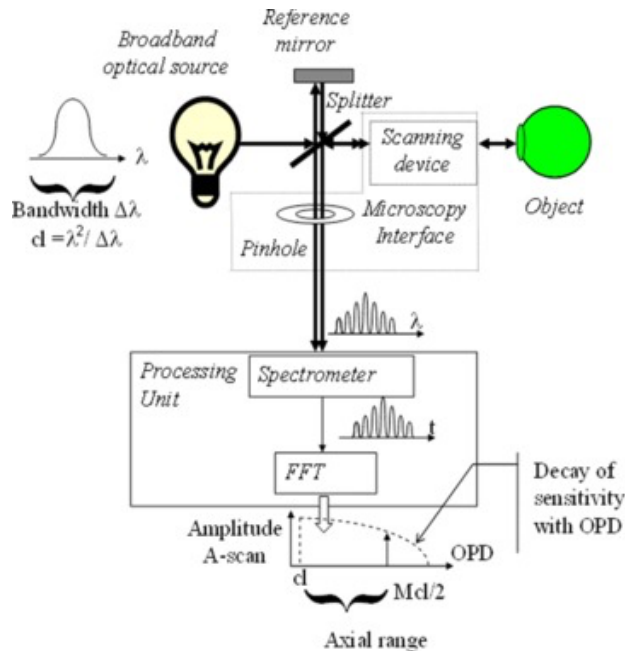 Reference
mirror
Broadband
optical source
Splitter
Scanning
device
λ
Bandwidth Δλ
cl =λ²/ Δλ
Object
Microscopy
Interface
Pinhole
λ
Processing
Unit
Spectrometer
t
FFT
Decay of
sensitivity
with OPD
Amplitude
A-scan
OPD
cl
Mcl/2
Axial range